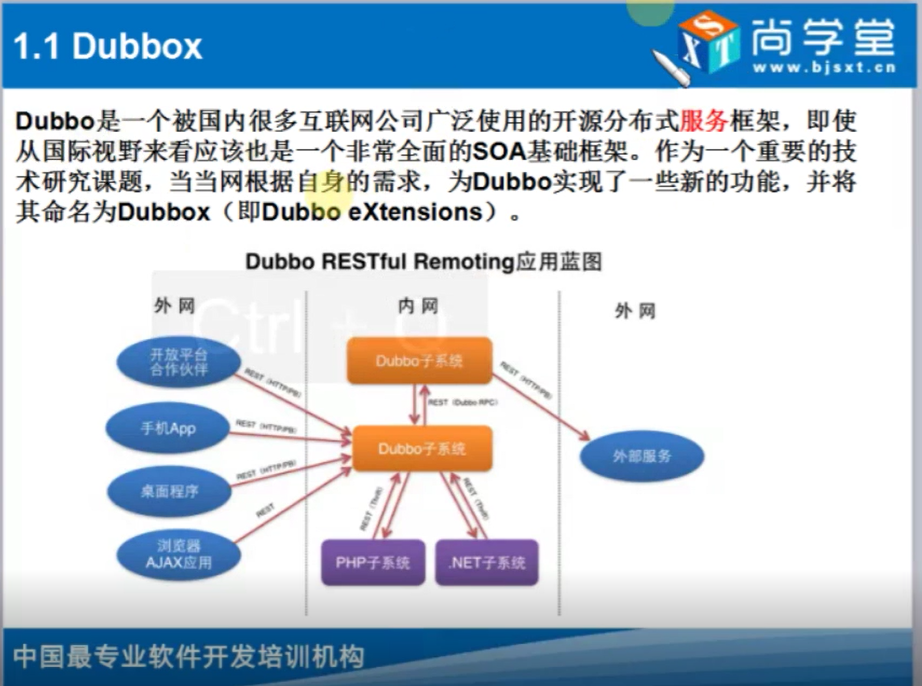 1.1 Dubbox
尚学堂
www.bjsxt.cn
XST
Dubbo是一个被国内很多互联网公司广泛使用的开源分布式服务框架，即使
从国际视野来看应该也是一个非常全面的SOA基础框架。作为一个重要的技
术研究课题，当当网根据自身的需求，为Dubbo实现了一些新的功能，并将
其命名为Dubbox（即Dubbo eXtensions）。
Dubbo RESTful Remoting应用蓝图
外 网
内 网
外 网
Ctrl + Q
开放平台
合作伙伴
手机App
桌面程序
浏览器
AJAX应用
REST（HTTP/PB）
REST（HTTP/PB）
REST（HTTP/PB）
REST
Dubbo子系统
REST（Dubbo RPC）
Dubbo子系统
REST（HTTP/PB）
外部服务
REST（Thrift）
REST（Thrift）
PHP子系统
.NET子系统
中国最专业软件开发培训机构